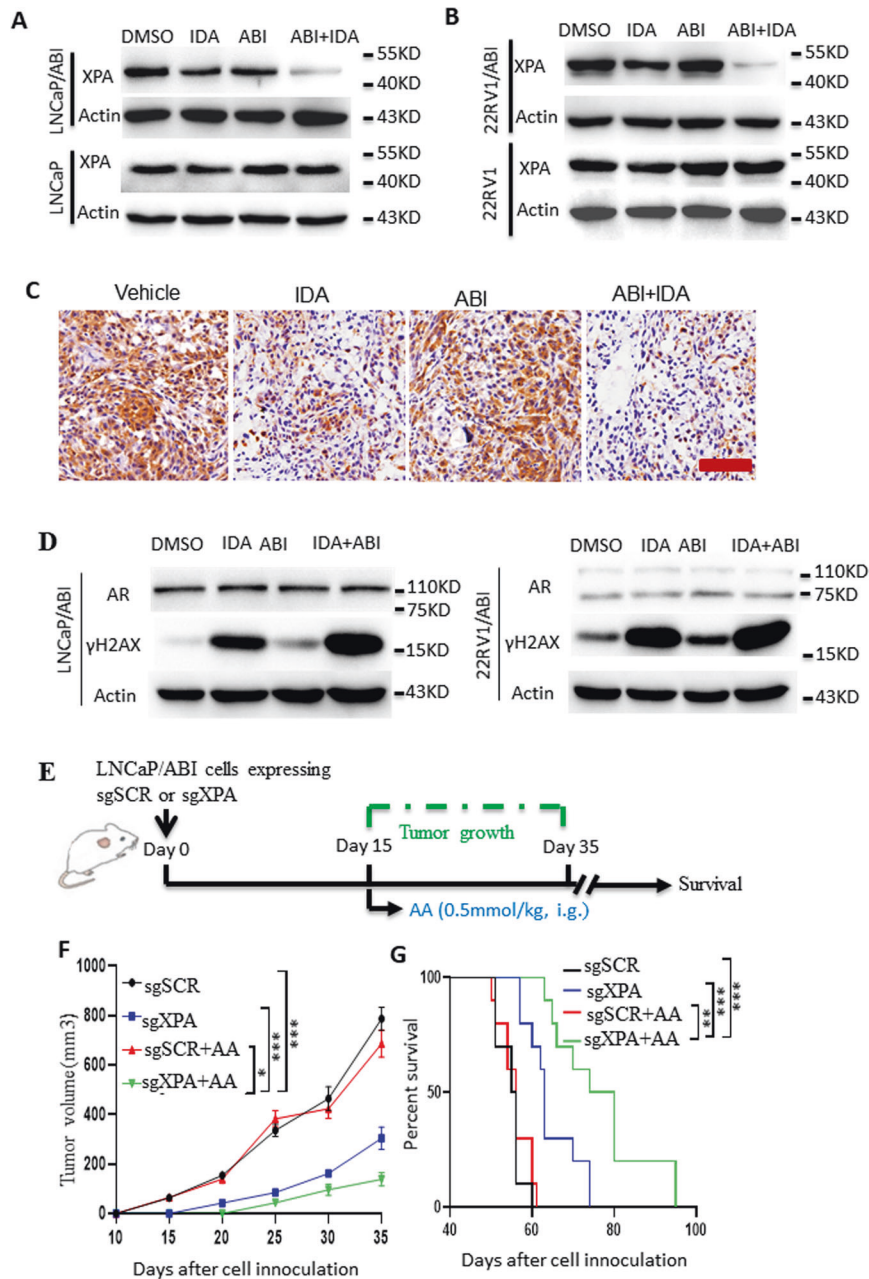 A
DMSO IDA ABI ABI+IDA
LNCaP/ABI
XPA
55KD
40KD
Actin
43KD
LNCaP
XPA
55KD
40KD
Actin
43KD
B
DMSO IDA ABI ABI+IDA
22RV1/ABI
XPA
55KD
40KD
Actin
43KD
22RV1
XPA
55KD
40KD
Actin
43KD
C
Vehicle IDA ABI ABI+IDA
D
DMSO IDA ABI IDA+ABI
LNCaP/ABI
AR
110KD
75KD
γH2AX
15KD
Actin
43KD
DMSO IDA ABI IDA+ABI
22RV1/ABI
AR
110KD
75KD
γH2AX
15KD
Actin
43KD
E
LNCaP/ABI cells expressing
sgSCR or sgXPA
Day 0
Day 15
Tumor growth
Day 35
Survival
AA (0.5mmol/kg, i.g.)
F
Tumor volume(mm3)
1000
800
600
400
200
0
10 15 20 25 30 35
Days after cell innoculation
sgSCR
sgXPA
sgSCR+AA
sgXPA+AA
*
***
***
G
Percent survival
100
50
0
40 60 80 100
Days after cell innoculation
sgSCR
sgXPA
sgSCR+AA
sgXPA+AA
**
***
***